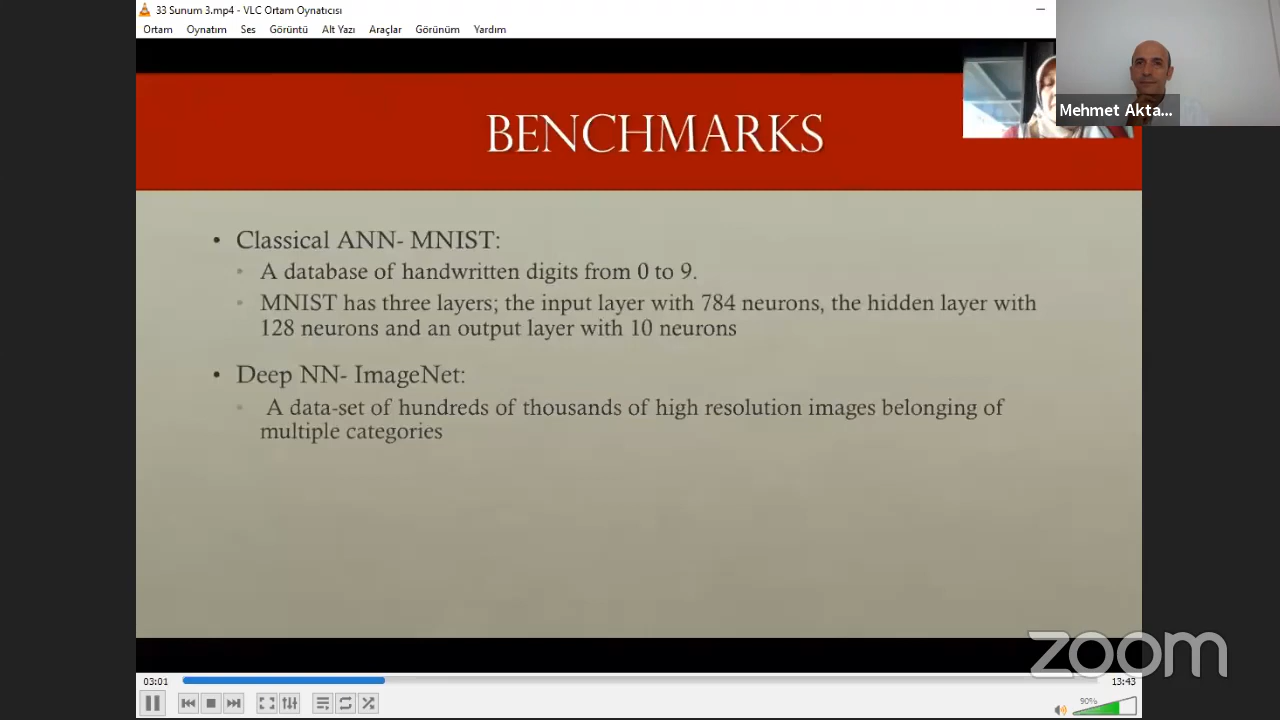 33 Sunum 3.mp4 - VLC Ortam Oynatıcısı
Ortam Oynatım Ses Görüntü Alt Yazı Araçlar Görünüm Yardım
Mehmet Akta...
BENCHMARKS
• Classical ANN- MNIST:
• A database of handwritten digits from 0 to 9.
• MNIST has three layers; the input layer with 784 neurons, the hidden layer with
128 neurons and an output layer with 10 neurons
• Deep NN- ImageNet:
• A data-set of hundreds of thousands of high resolution images belonging of
multiple categories
zoom
03:01
13:43
90%